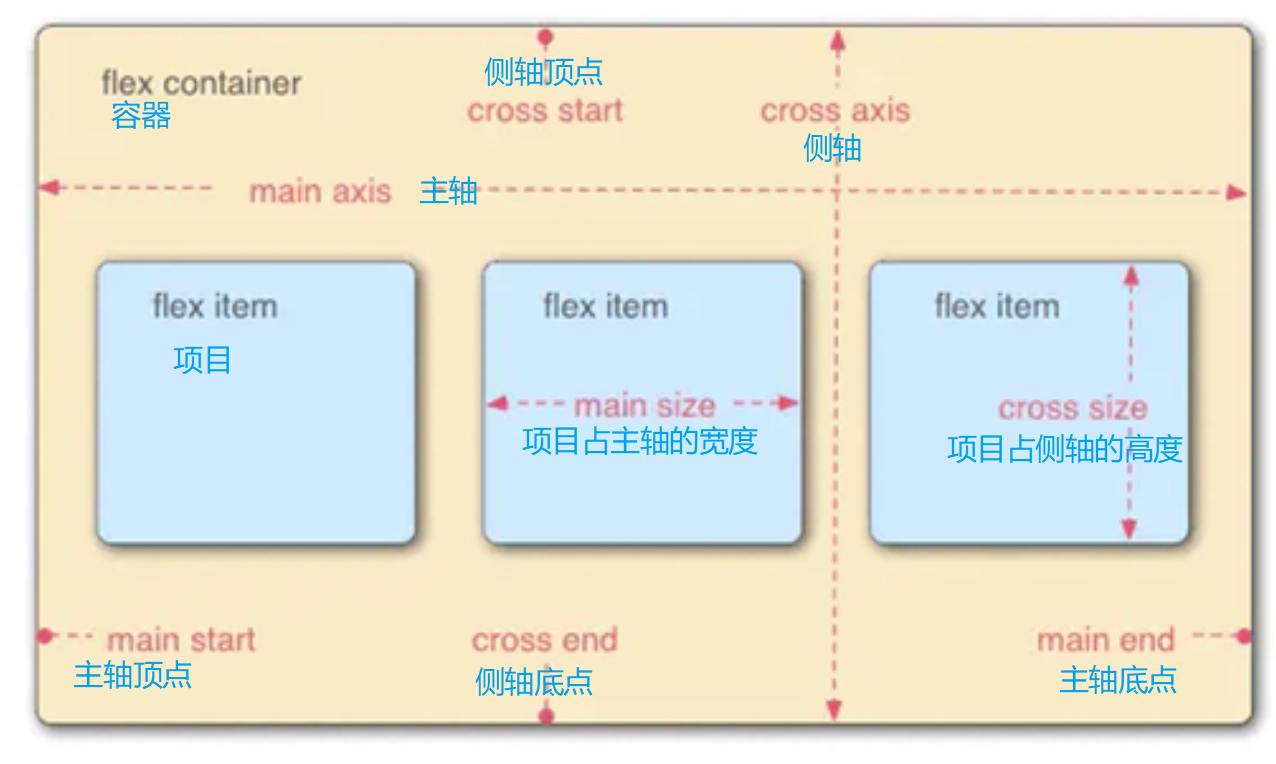 flex container
容器
侧轴顶点
cross start
cross axis
侧轴
main axis 主轴
flex item
项目
flex item
main size
项目占主轴的宽度
flex item
cross size
项目占侧轴的高度
main start
主轴顶点
cross end
侧轴底点
main end
主轴底点